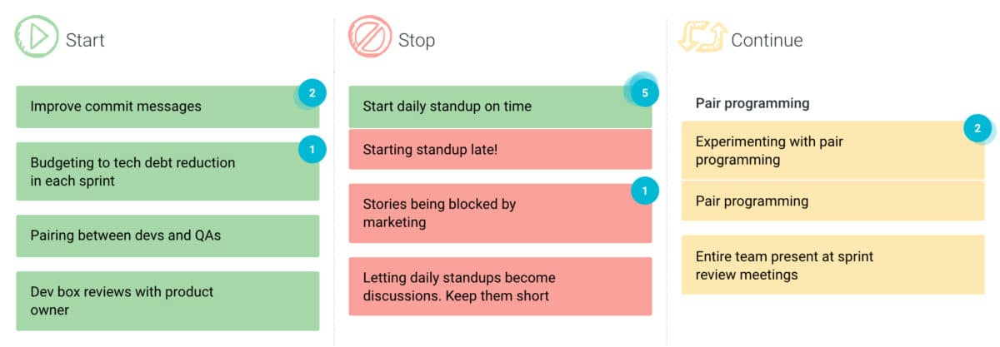 Start
2
Improve commit messages
1
Budgeting to tech debt reduction
in each sprint
Pairing between devs and QAs
Dev box reviews with product
owner
Stop
5
Start daily standup on time
Starting standup late!
1
Stories being blocked by
marketing
Letting daily standups become
discussions. Keep them short
Continue
Pair programming
2
Experimenting with pair
programming
Pair programming
Entire team present at sprint
review meetings